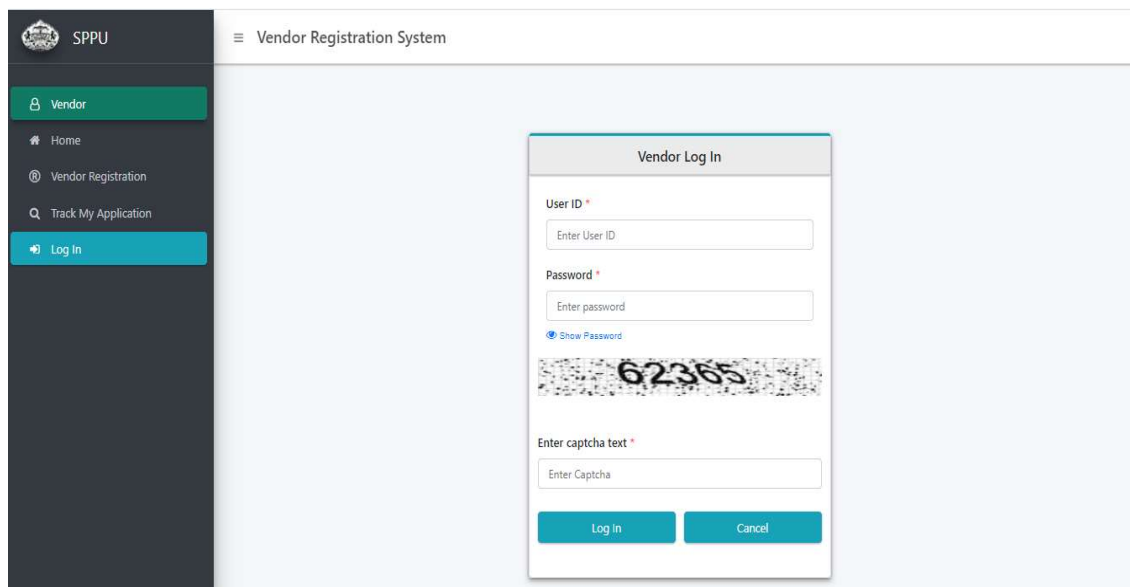 SPPU
Vendor Registration System
Vendor
Home
Vendor Registration
Track My Application
Log In
Vendor Log In
User ID *
Enter User ID
Password *
Enter password
Show Password
62365
Enter captcha text *
Enter Captcha
Log In
Cancel